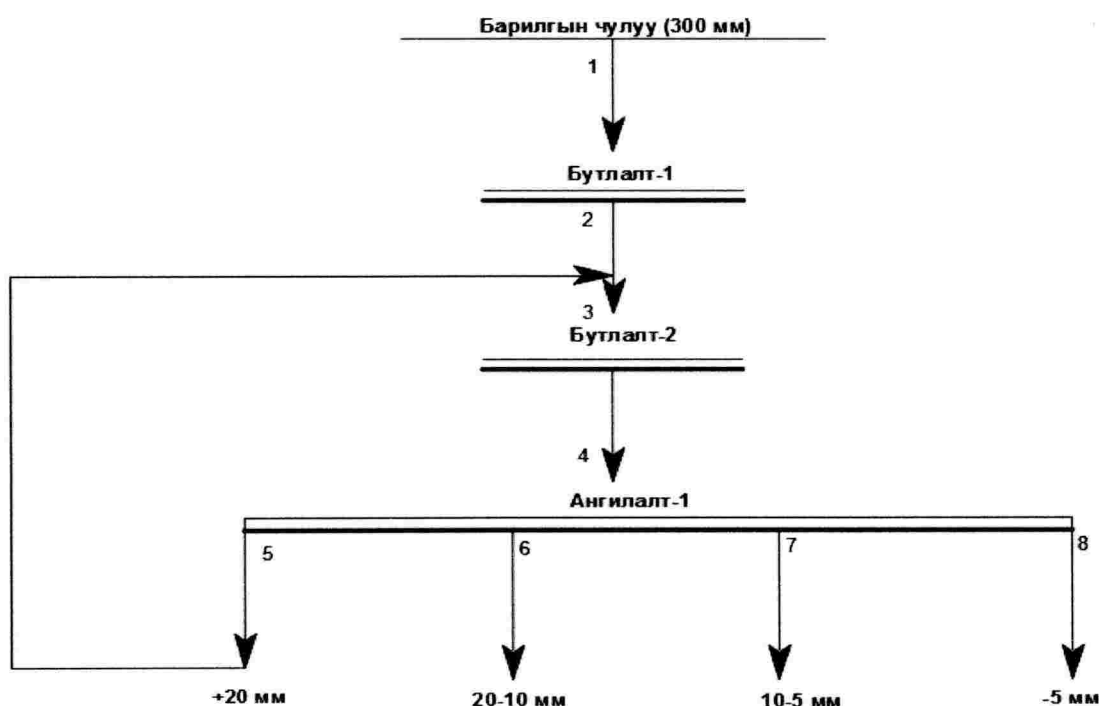 Барилгын чулуу (300 мм)
1
Бутлалт-1
2
3
Бутлалт-2
4
Ангилалт-1
5
6
7
8
+20 мм
20-10 мм
10-5 мм
-5 мм